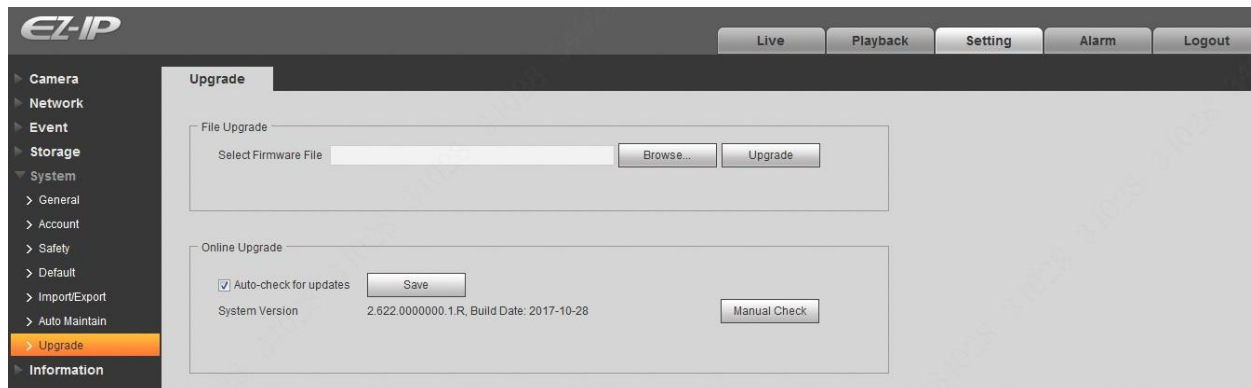 EZ-IP
Live Playback Setting Alarm Logout
Camera
Network
Event
Storage
System
General
Account
Safety
Default
Import/Export
Auto Maintain
Upgrade
Information
Upgrade
File Upgrade
Select Firmware File Browse... Upgrade
Online Upgrade
Auto-check for updates Save
System Version 2.622.0000000.1.R, Build Date: 2017-10-28 Manual Check